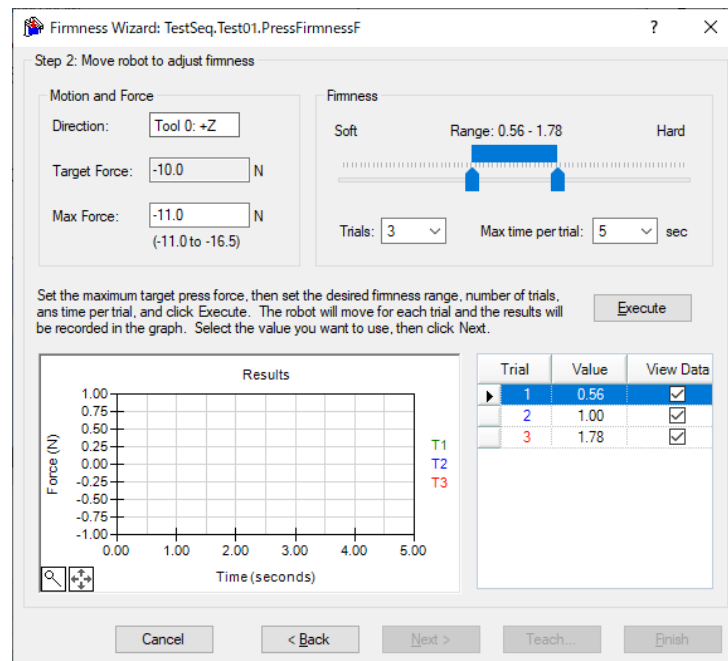 Firmness Wizard: TestSeq.Test01.PressFirmnessF
? ×
Step 2: Move robot to adjust firmness
Motion and Force
Direction: Tool 0: +Z
Target Force: -10.0 N
Max Force: -11.0 N
(-11.0 to -16.5)
Firmness
Soft Range: 0.56 - 1.78 Hard
Trials: 3 Max time per trial: 5 sec
Set the maximum target press force, then set the desired firmness range, number of trials,
ans time per trial, and click Execute. The robot will move for each trial and the results will
be recorded in the graph. Select the value you want to use, then click Next.
Execute
Results
Force (N)
1.00
0.75
0.50
0.25
0.00
-0.25
-0.50
-0.75
-1.00
0.00 1.00 2.00 3.00 4.00 5.00
Time (seconds)
T1
T2
T3
Trial Value View Data
1 0.56
2 1.00
3 1.78
Cancel < Back Next > Teach... Finish